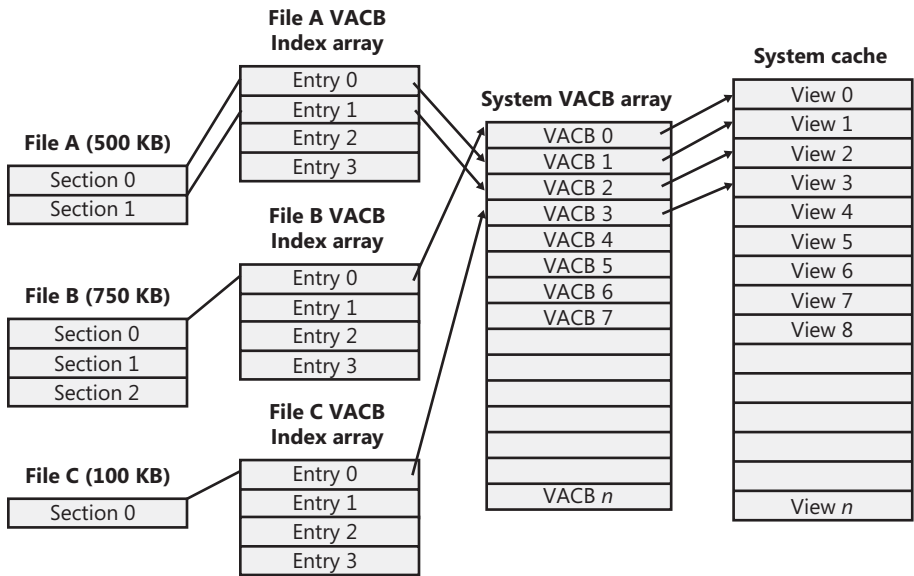 File A VACB
Index array
Entry 0
Entry 1
Entry 2
Entry 3
File A (500 KB)
Section 0
Section 1
File B VACB
Index array
Entry 0
Entry 1
Entry 2
Entry 3
File B (750 KB)
Section 0
Section 1
Section 2
File C VACB
Index array
Entry 0
Entry 1
Entry 2
Entry 3
File C (100 KB)
Section 0
System VACB array
VACB 0
VACB 1
VACB 2
VACB 3
VACB 4
VACB 5
VACB 6
VACB 7
VACB n
System cache
View 0
View 1
View 2
View 3
View 4
View 5
View 6
View 7
View 8
View n